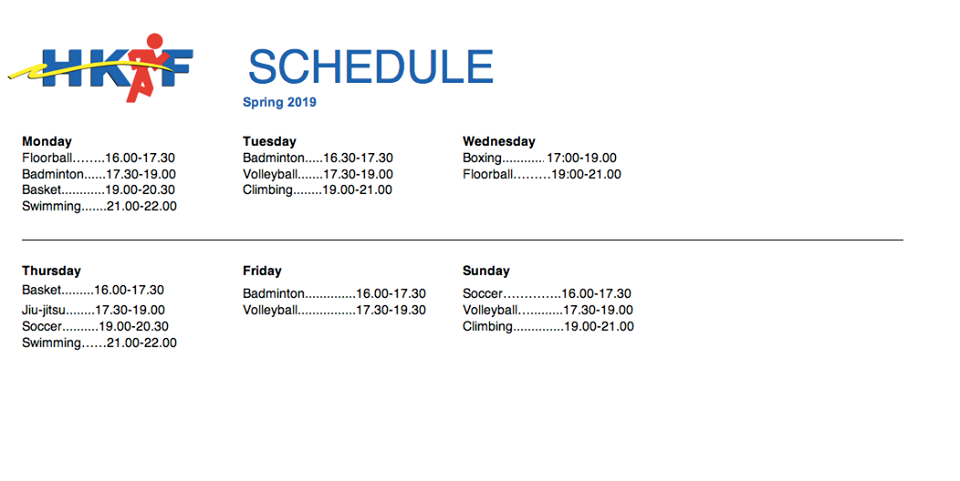 HKIF
SCHEDULE
Spring 2019
Monday
Floorball……..16.00-17.30
Badminton......17.30-19.00
Basket............19.00-20.30
Swimming.......21.00-22.00
Tuesday
Badminton.....16.30-17.30
Volleyball.......17.30-19.00
Climbing........19.00-21.00
Wednesday
Boxing............ 17:00-19.00
Floorball………19:00-21.00
Thursday
Basket.........16.00-17.30
Jiu-jitsu........17.30-19.00
Soccer..........19.00-20.30
Swimming……21.00-22.00
Friday
Badminton..............16.00-17.30
Volleyball................17.30-19.30
Sunday
Soccer…………..16.00-17.30
Volleyball…..........17.30-19.00
Climbing..............19.00-21.00